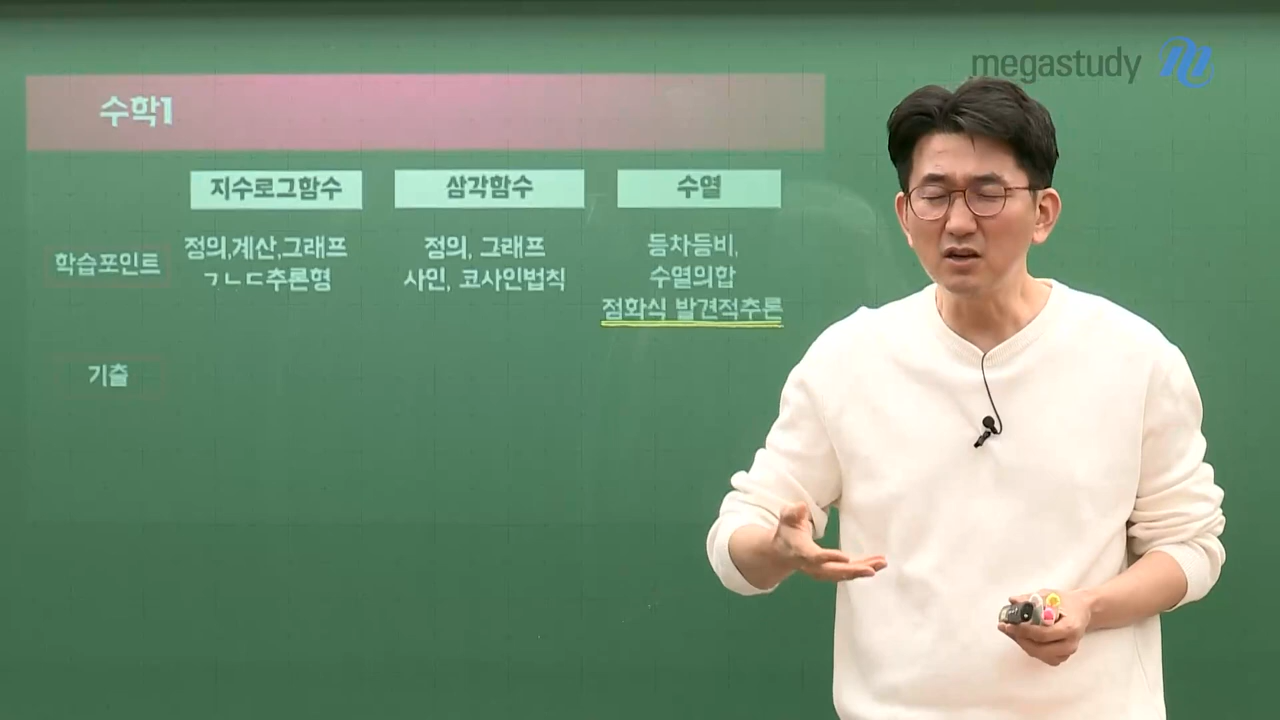 megastudy
수학1
지수로그함수 삼각함수 수열
학습포인트
정의,계산,그래프
ㄱㄴㄷ추론형
정의, 그래프
사인, 코사인법칙
등차등비,
수열의합
점화식 발견적추론
기출